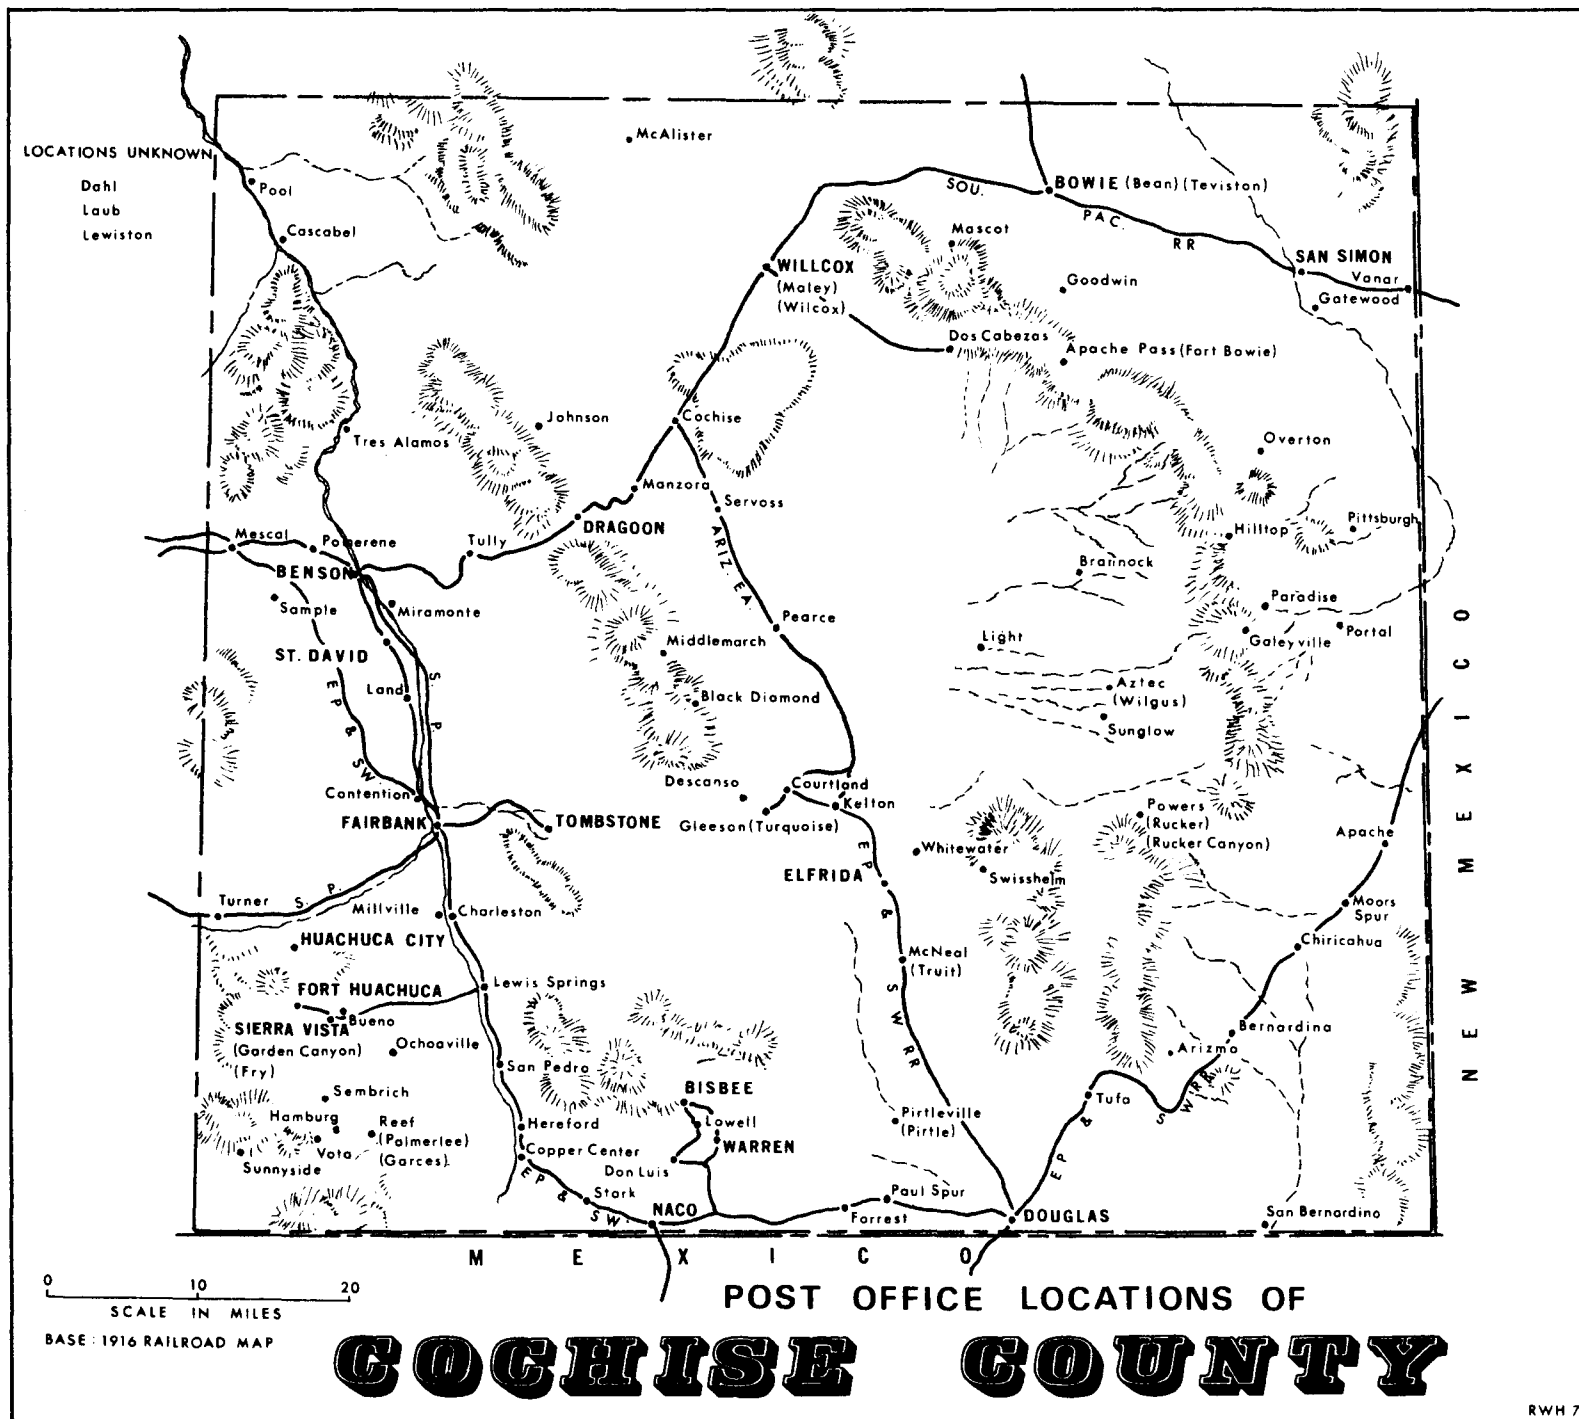 McAlister
LOCATIONS UNKNOWN
Dahl
Laub
Lewiston
Pool
Cascabel
SOU.
PAC.
RR
BOWIE (Bean) (Teviston)
Mascot
WILLCOX
(Maley)
(Wilcox)
SAN SIMON
Vanar
Gatewood
Goodwin
Dos Cabezas
Apache Pass (Fort Bowie)
Johnson
Cochise
Tres Alamos
Overton
Manzora
Servoss
DRAGOON
Tully
ARIZ. EA.
Hilltop
Pittsburgh
Mescal
Pomerene
BENSON
Sample
Miramonte
Brannock
Paradise
Portal
Galeyville
Pearce
Light
Middlemarch
ST. DAVID
Land
S. P.
EP & SW.
Black Diamond
Aztec
(Wilgus)
Sunglow
Contention
FAIRBANK
TOMBSTONE
Descanso
Courtland
Kelton
Gleeson (Turquoise)
Powers
(Rucker)
(Rucker Canyon)
Apache
Whitewater
Swisshelm
ELFRIDA
EP & SW RR
Turner
S. P.
Millville
Charleston
Moors
Spur
HUACHUCA CITY
Chiricahua
McNeal
(Truit)
FORT HUACHUCA
Lewis Springs
SIERRA VISTA
(Garden Canyon)
(Fry)
Bueno
Ochoaville
Bernardina
Arizmo
San Pedro
Sembrich
BISBEE
Tufa
EP & SW RR
Hamburg
Vota
Reef
(Palmerlee)
(Garces)
Sunnyside
Hereford
Lowell
WARREN
Pirtleville
(Pirtle)
Copper Center
Don Luis
EP & SW.
Stark
NACO
Paul Spur
Forrest
DOUGLAS
San Bernardino
NEW MEXICO
MEXICO
0 10 20
SCALE IN MILES
BASE : 1916 RAILROAD MAP
POST OFFICE LOCATIONS OF
COCHISE COUNTY
RWH 7